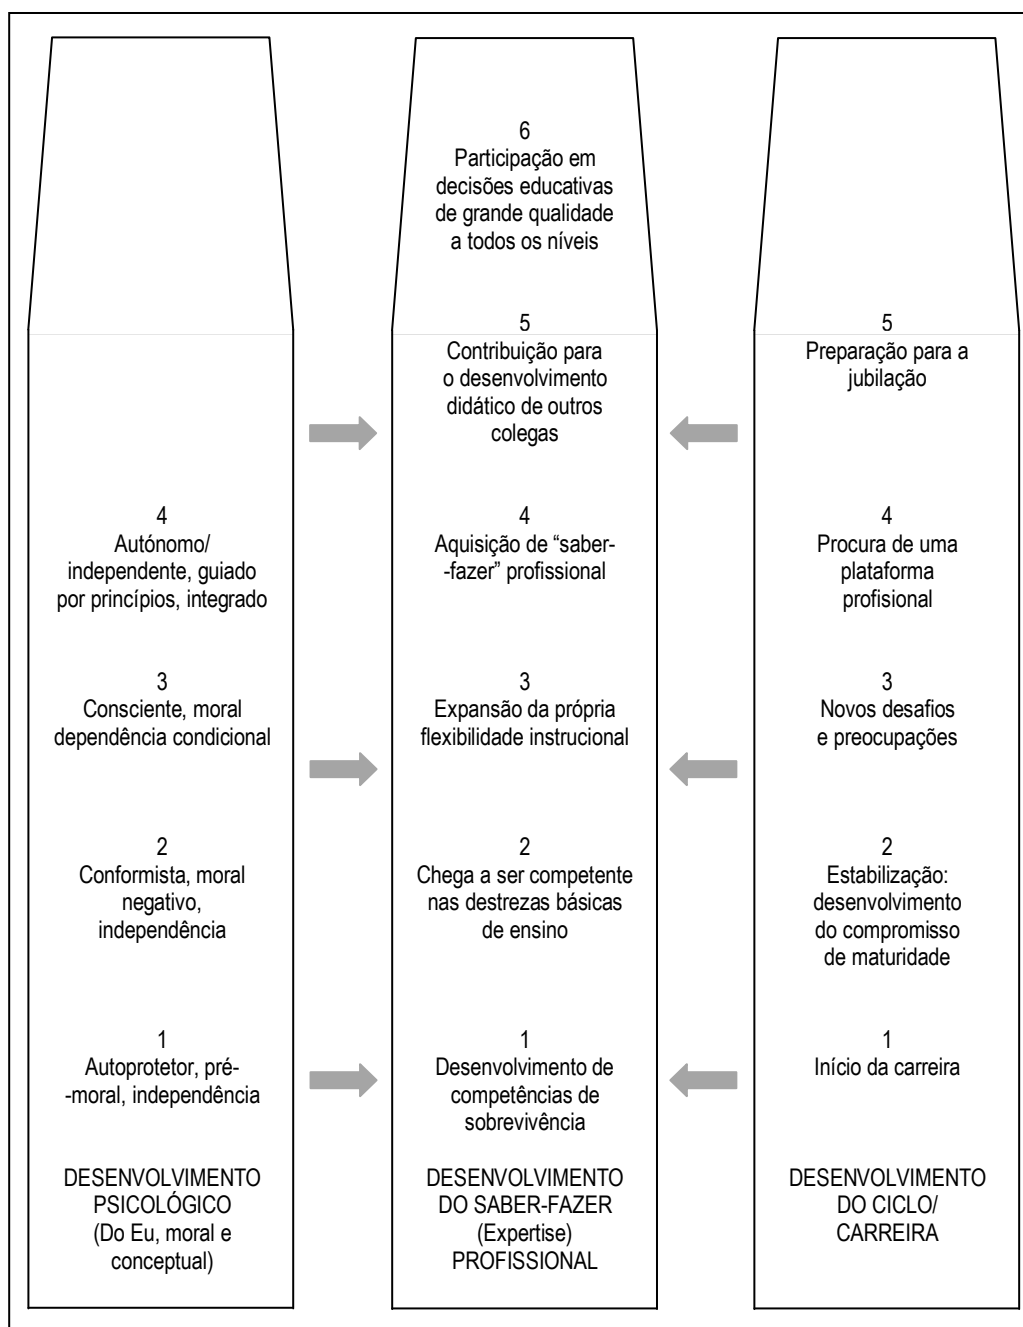 4
Autónomo/
independente, guiado
por princípios, integrado
3
Consciente, moral
dependência condicional
2
Conformista, moral
negativo,
independência
1
Autoprotetor, pré-
-moral, independência
DESENVOLVIMENTO
PSICOLÓGICO
(Do Eu, moral e
conceptual)
6
Participação em
decisões educativas
de grande qualidade
a todos os níveis
5
Contribuição para
o desenvolvimento
didático de outros
colegas
4
Aquisição de “saber-
-fazer” profissional
3
Expansão da própria
flexibilidade instrucional
2
Chega a ser competente
nas destrezas básicas
de ensino
1
Desenvolvimento de
competências de
sobrevivência
DESENVOLVIMENTO
DO SABER-FAZER
(Expertise)
PROFISSIONAL
5
Preparação para a
jubilação
4
Procura de uma
plataforma
profisional
3
Novos desafios
e preocupações
2
Estabilização:
desenvolvimento
do compromisso
de maturidade
1
Início da carreira
DESENVOLVIMENTO
DO CICLO/
CARREIRA